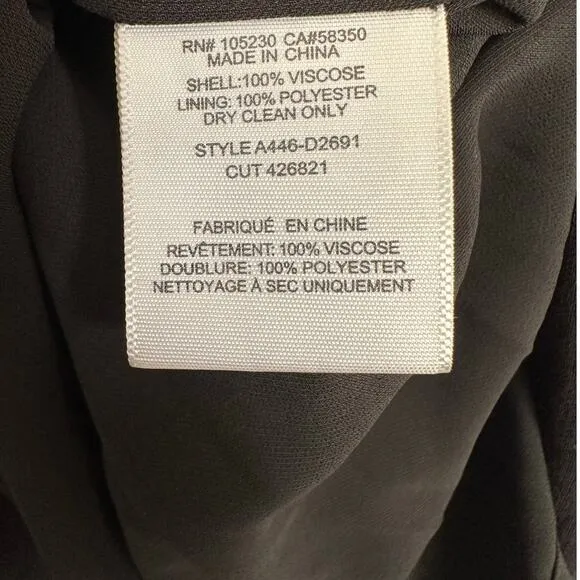 RN# 105230 CA#58350
MADE IN CHINA
SHELL:100% VISCOSE
LINING: 100% POLYESTER
DRY CLEAN ONLY
STYLE A446-D2691
CUT 426821
FABRIQUÉ EN CHINE
REVÊTEMENT: 100% VISCOSE
DOUBLURE: 100% POLYESTER
NETTOYAGE À SEC UNIQUEMENT